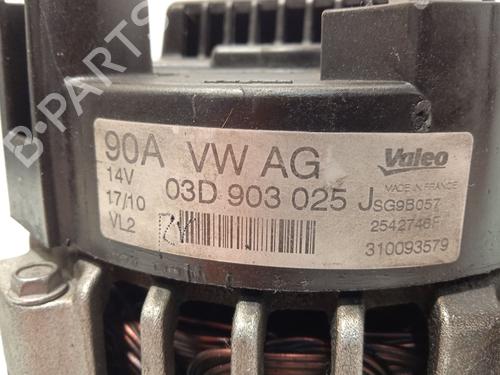 B-PARTS
90A VW AG Valeo
14V 03D 903 025 J MADE IN FRANCE
SG9B057
17/10 2542746F
VL2 310093579